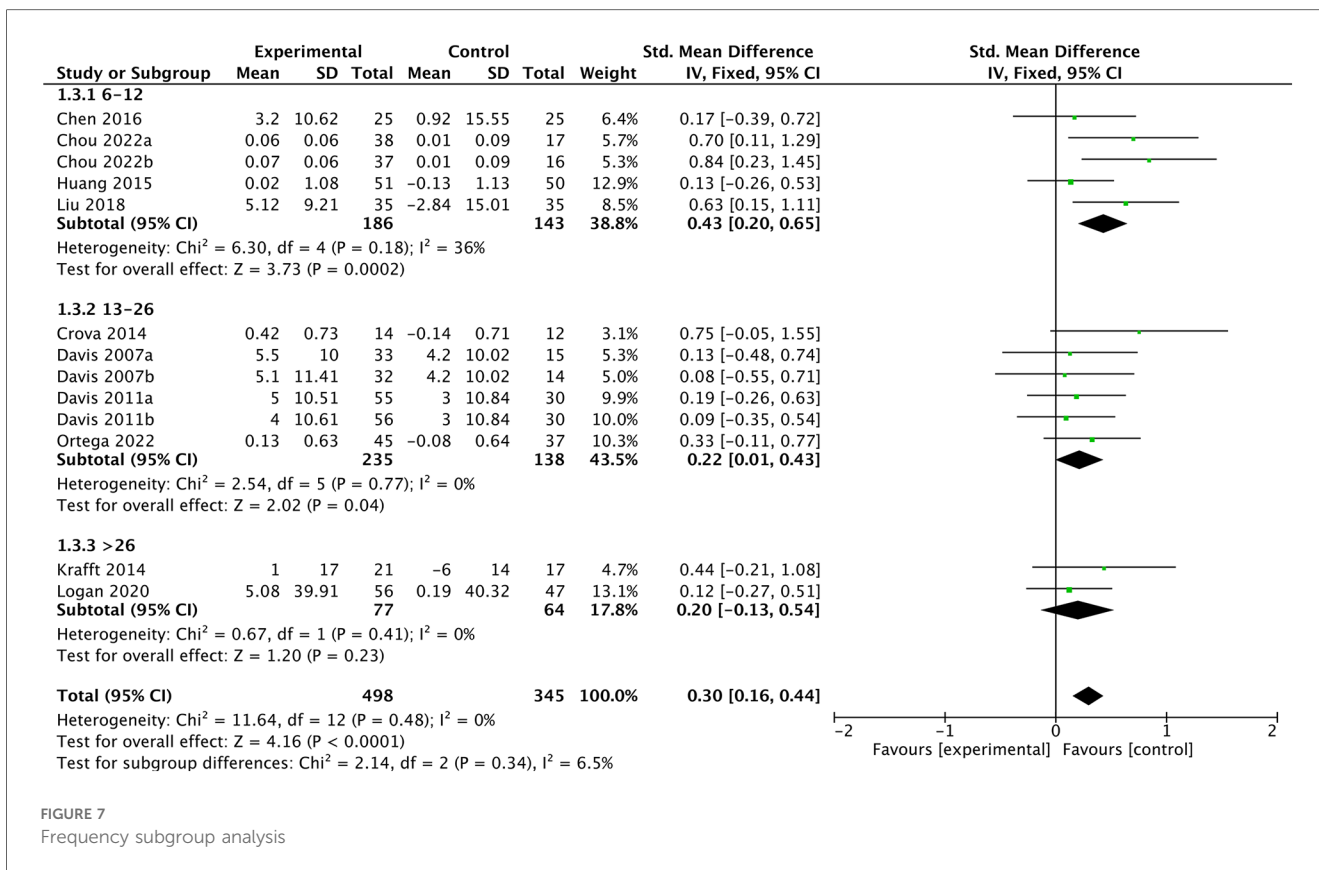 Experimental Control Std. Mean Difference Std. Mean Difference
Study or Subgroup Mean SD Total Mean SD Total Weight IV, Fixed, 95% CI IV, Fixed, 95% CI
1.3.1 6–12
Chen 2016 3.2 10.62 25 0.92 15.55 25 6.4% 0.17 [−0.39, 0.72]
Chou 2022a 0.06 0.06 38 0.01 0.09 17 5.7% 0.70 [0.11, 1.29]
Chou 2022b 0.07 0.06 37 0.01 0.09 16 5.3% 0.84 [0.23, 1.45]
Huang 2015 0.02 1.08 51 −0.13 1.13 50 12.9% 0.13 [−0.26, 0.53]
Liu 2018 5.12 9.21 35 −2.84 15.01 35 8.5% 0.63 [0.15, 1.11]
Subtotal (95% CI) 186 143 38.8% 0.43 [0.20, 0.65]
Heterogeneity: Chi² = 6.30, df = 4 (P = 0.18); I² = 36%
Test for overall effect: Z = 3.73 (P = 0.0002)
1.3.2 13–26
Crova 2014 0.42 0.73 14 −0.14 0.71 12 3.1% 0.75 [−0.05, 1.55]
Davis 2007a 5.5 10 33 4.2 10.02 15 5.3% 0.13 [−0.48, 0.74]
Davis 2007b 5.1 11.41 32 4.2 10.02 14 5.0% 0.08 [−0.55, 0.71]
Davis 2011a 5 10.51 55 3 10.84 30 9.9% 0.19 [−0.26, 0.63]
Davis 2011b 4 10.61 56 3 10.84 30 10.0% 0.09 [−0.35, 0.54]
Ortega 2022 0.13 0.63 45 −0.08 0.64 37 10.3% 0.33 [−0.11, 0.77]
Subtotal (95% CI) 235 138 43.5% 0.22 [0.01, 0.43]
Heterogeneity: Chi² = 2.54, df = 5 (P = 0.77); I² = 0%
Test for overall effect: Z = 2.02 (P = 0.04)
1.3.3 >26
Krafft 2014 1 17 21 −6 14 17 4.7% 0.44 [−0.21, 1.08]
Logan 2020 5.08 39.91 56 0.19 40.32 47 13.1% 0.12 [−0.27, 0.51]
Subtotal (95% CI) 77 64 17.8% 0.20 [−0.13, 0.54]
Heterogeneity: Chi² = 0.67, df = 1 (P = 0.41); I² = 0%
Test for overall effect: Z = 1.20 (P = 0.23)
Total (95% CI) 498 345 100.0% 0.30 [0.16, 0.44]
Heterogeneity: Chi² = 11.64, df = 12 (P = 0.48); I² = 0%
Test for overall effect: Z = 4.16 (P < 0.0001)
Test for subgroup differences: Chi² = 2.14, df = 2 (P = 0.34), I² = 6.5%
−2 −1 0 1 2
Favours [experimental] Favours [control]
FIGURE 7
Frequency subgroup analysis